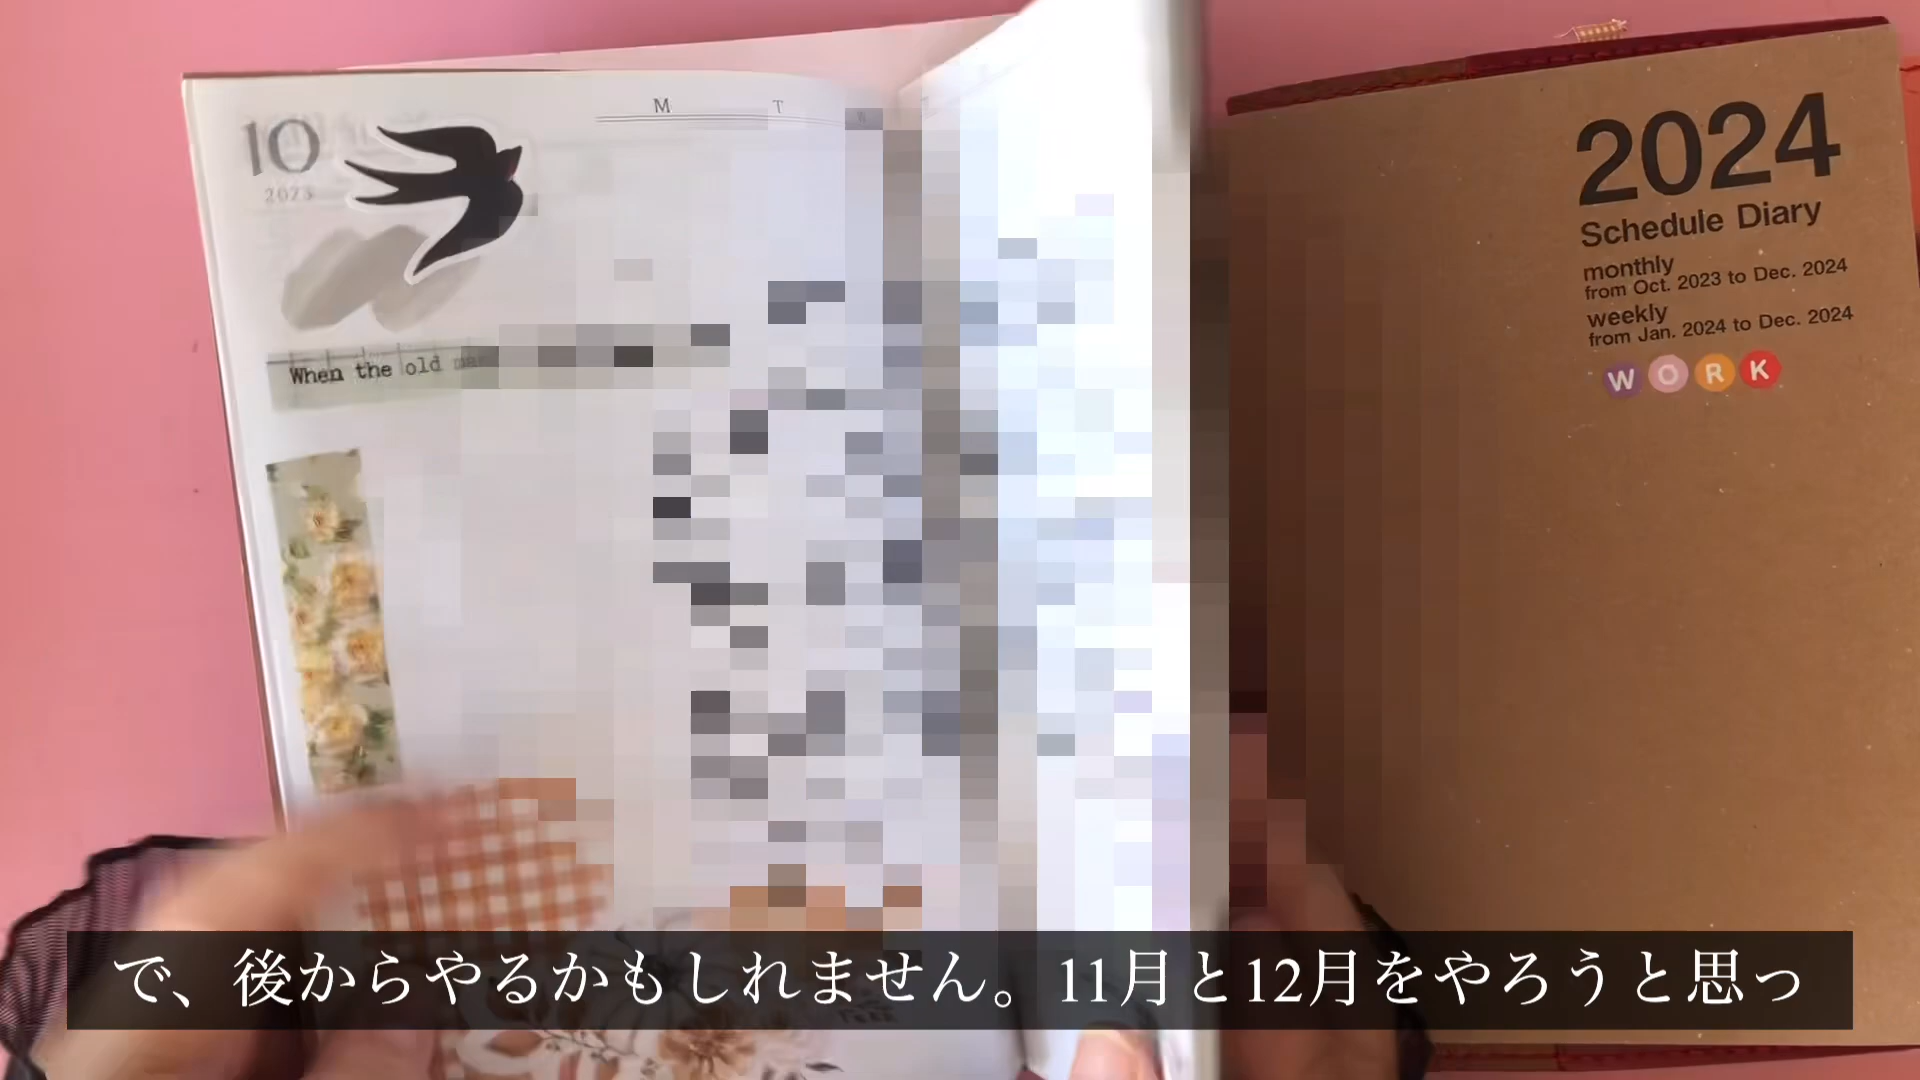 10
2023
M T
When the old
2024
Schedule Diary
monthly
from Oct. 2023 to Dec. 2024
weekly
from Jan. 2024 to Dec. 2024
WORK
で、後からやるかもしれません。11月と12月をやろうと思っ